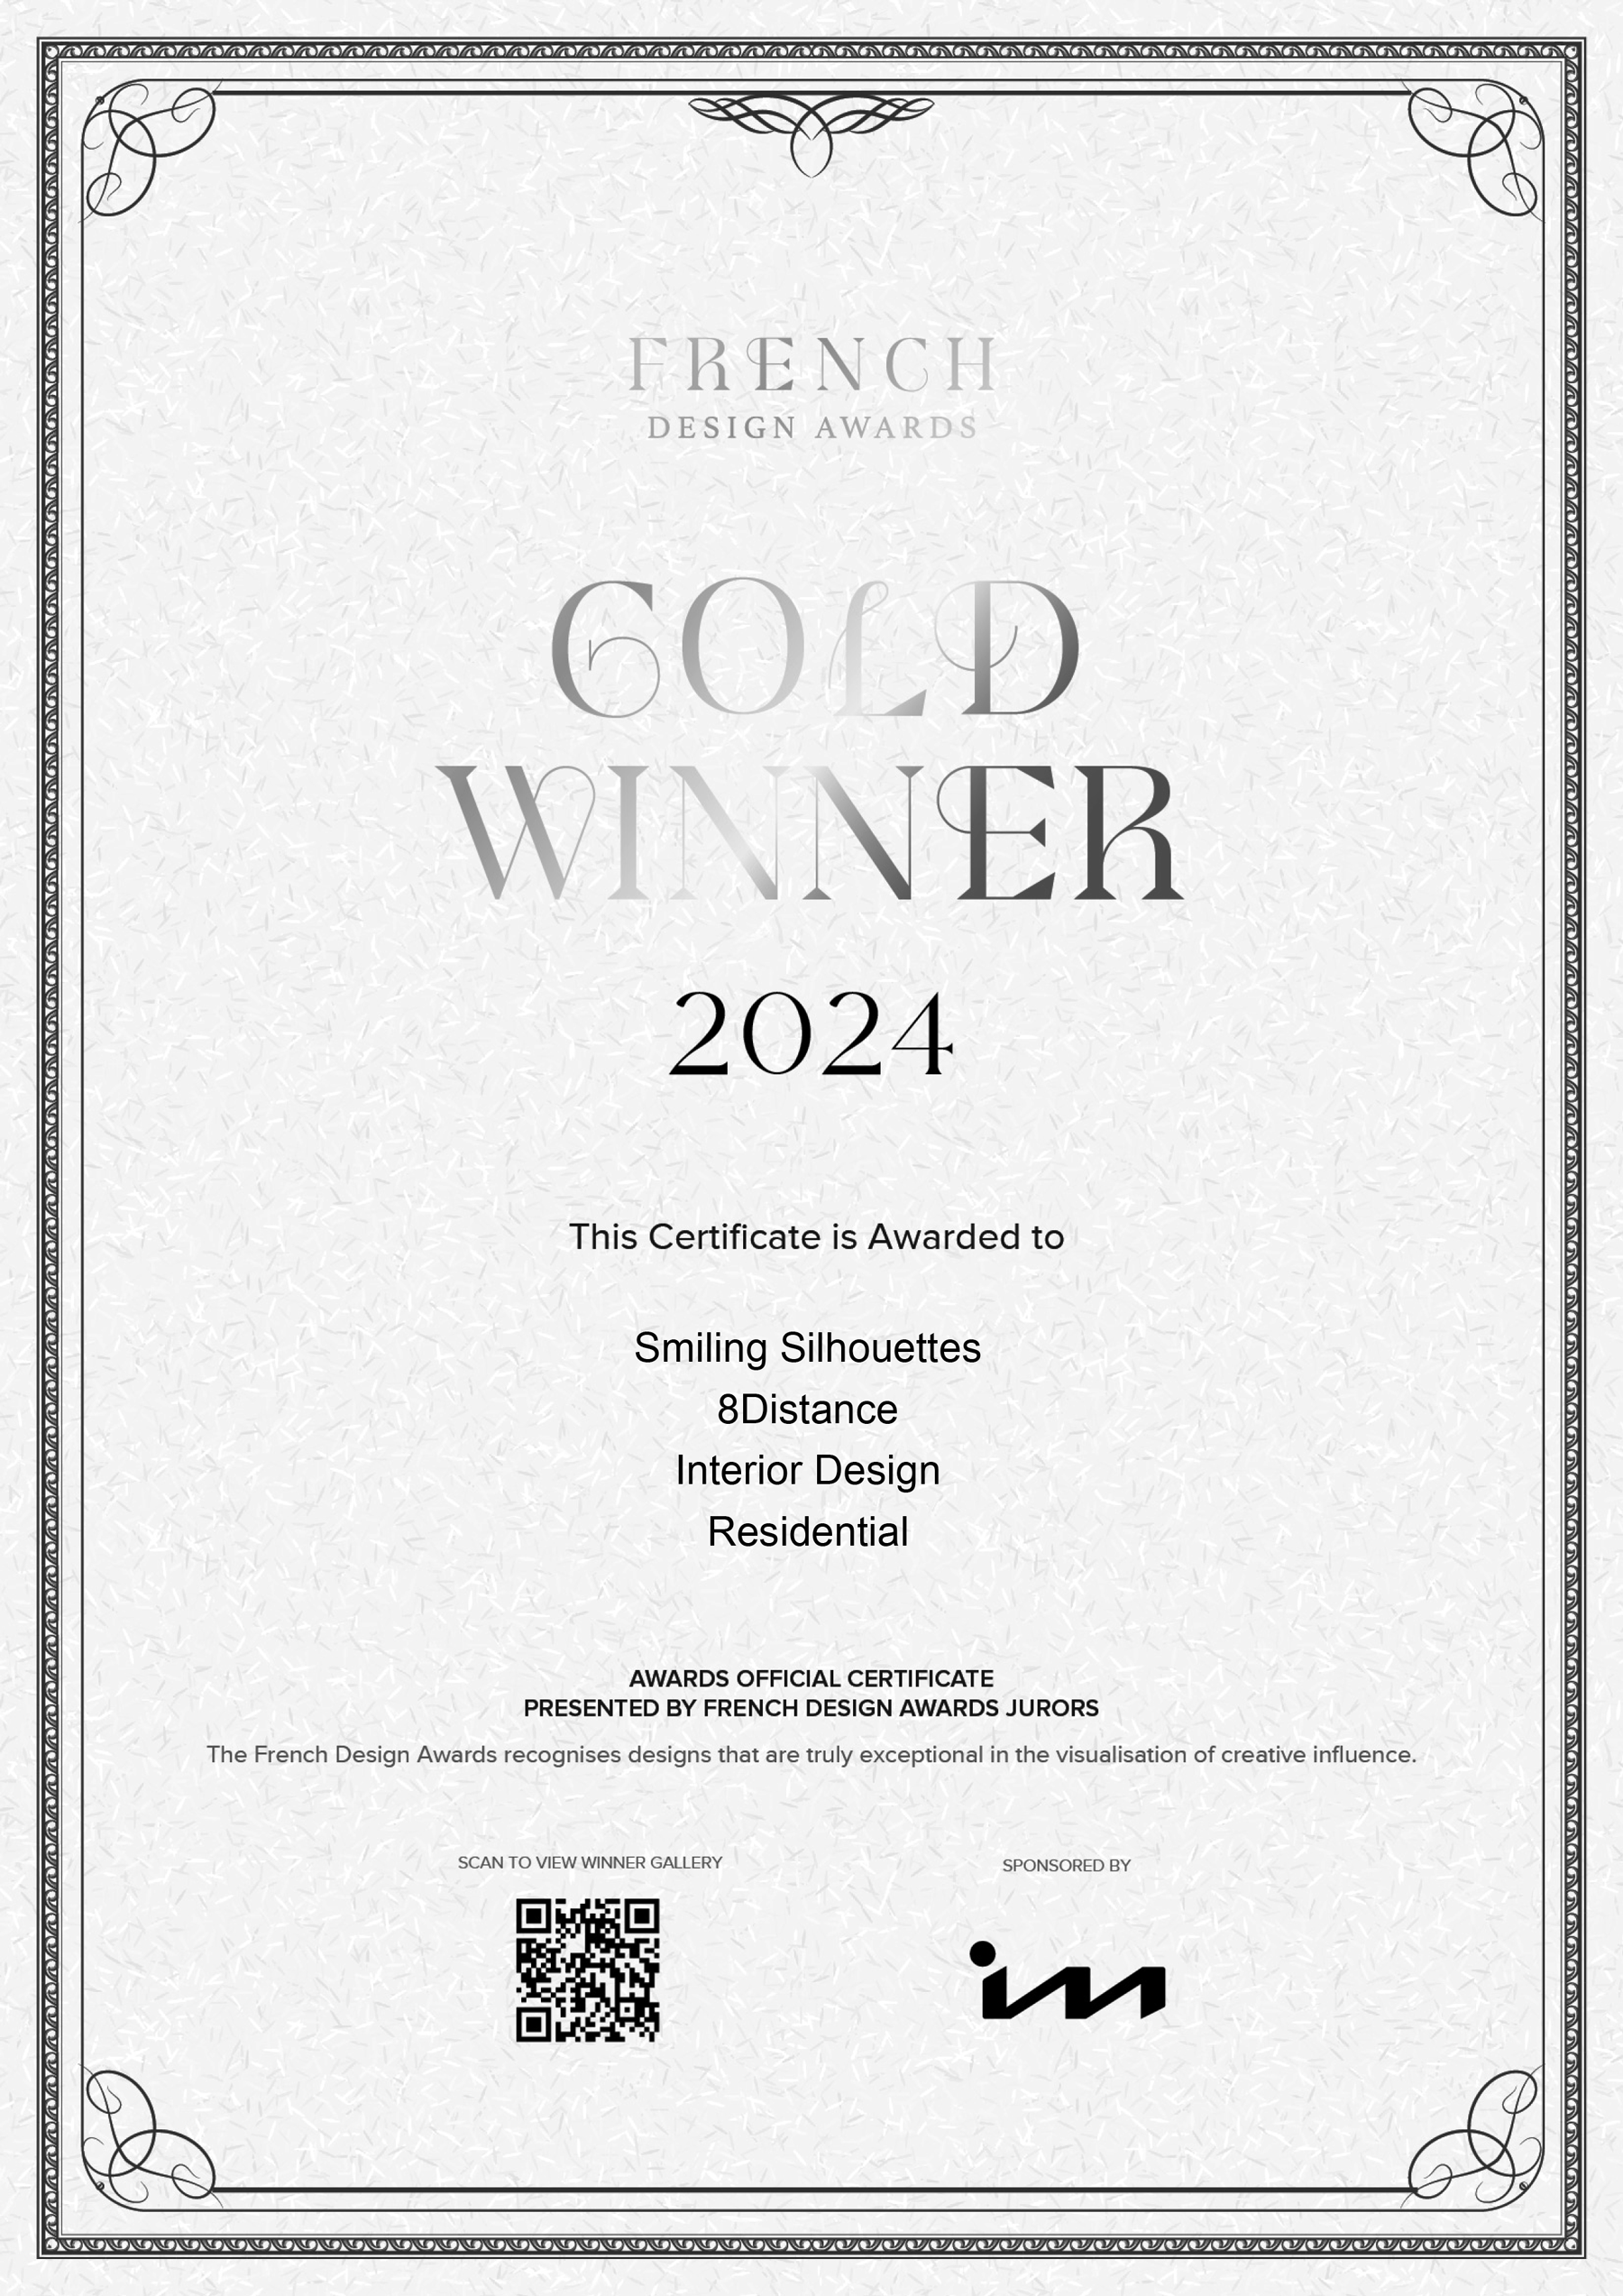 FRENCH
DESIGN AWARDS
GOLD
WINNER
2024
This Certificate is Awarded to
Smiling Silhouettes
8Distance
Interior Design
Residential
AWARDS OFFICIAL CERTIFICATE
PRESENTED BY FRENCH DESIGN AWARDS JURORS
The French Design Awards recognises designs that are truly exceptional in the visualisation of creative influence.
SCAN TO VIEW WINNER GALLERY
SPONSORED BY
im